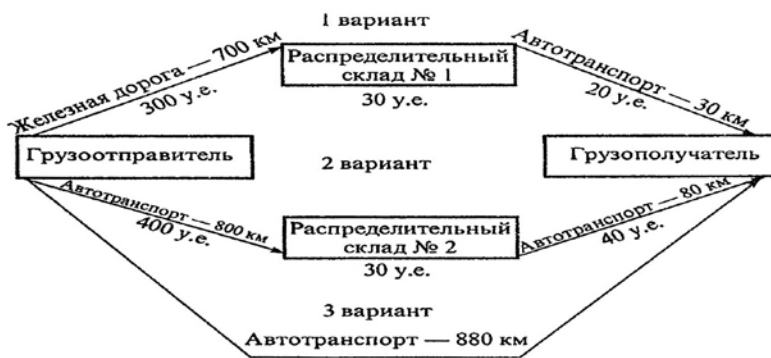 1 вариант
Железная дорога — 700 км
300 у.е.
Распределительный
склад № 1
30 у.е.
Автотранспорт — 30 км
20 у.е.
Грузоотправитель
2 вариант
Грузополучатель
Автотранспорт — 800 км
400 у.е.
Распределительный
склад № 2
30 у.е.
Автотранспорт — 80 км
40 у.е.
3 вариант
Автотранспорт — 880 км